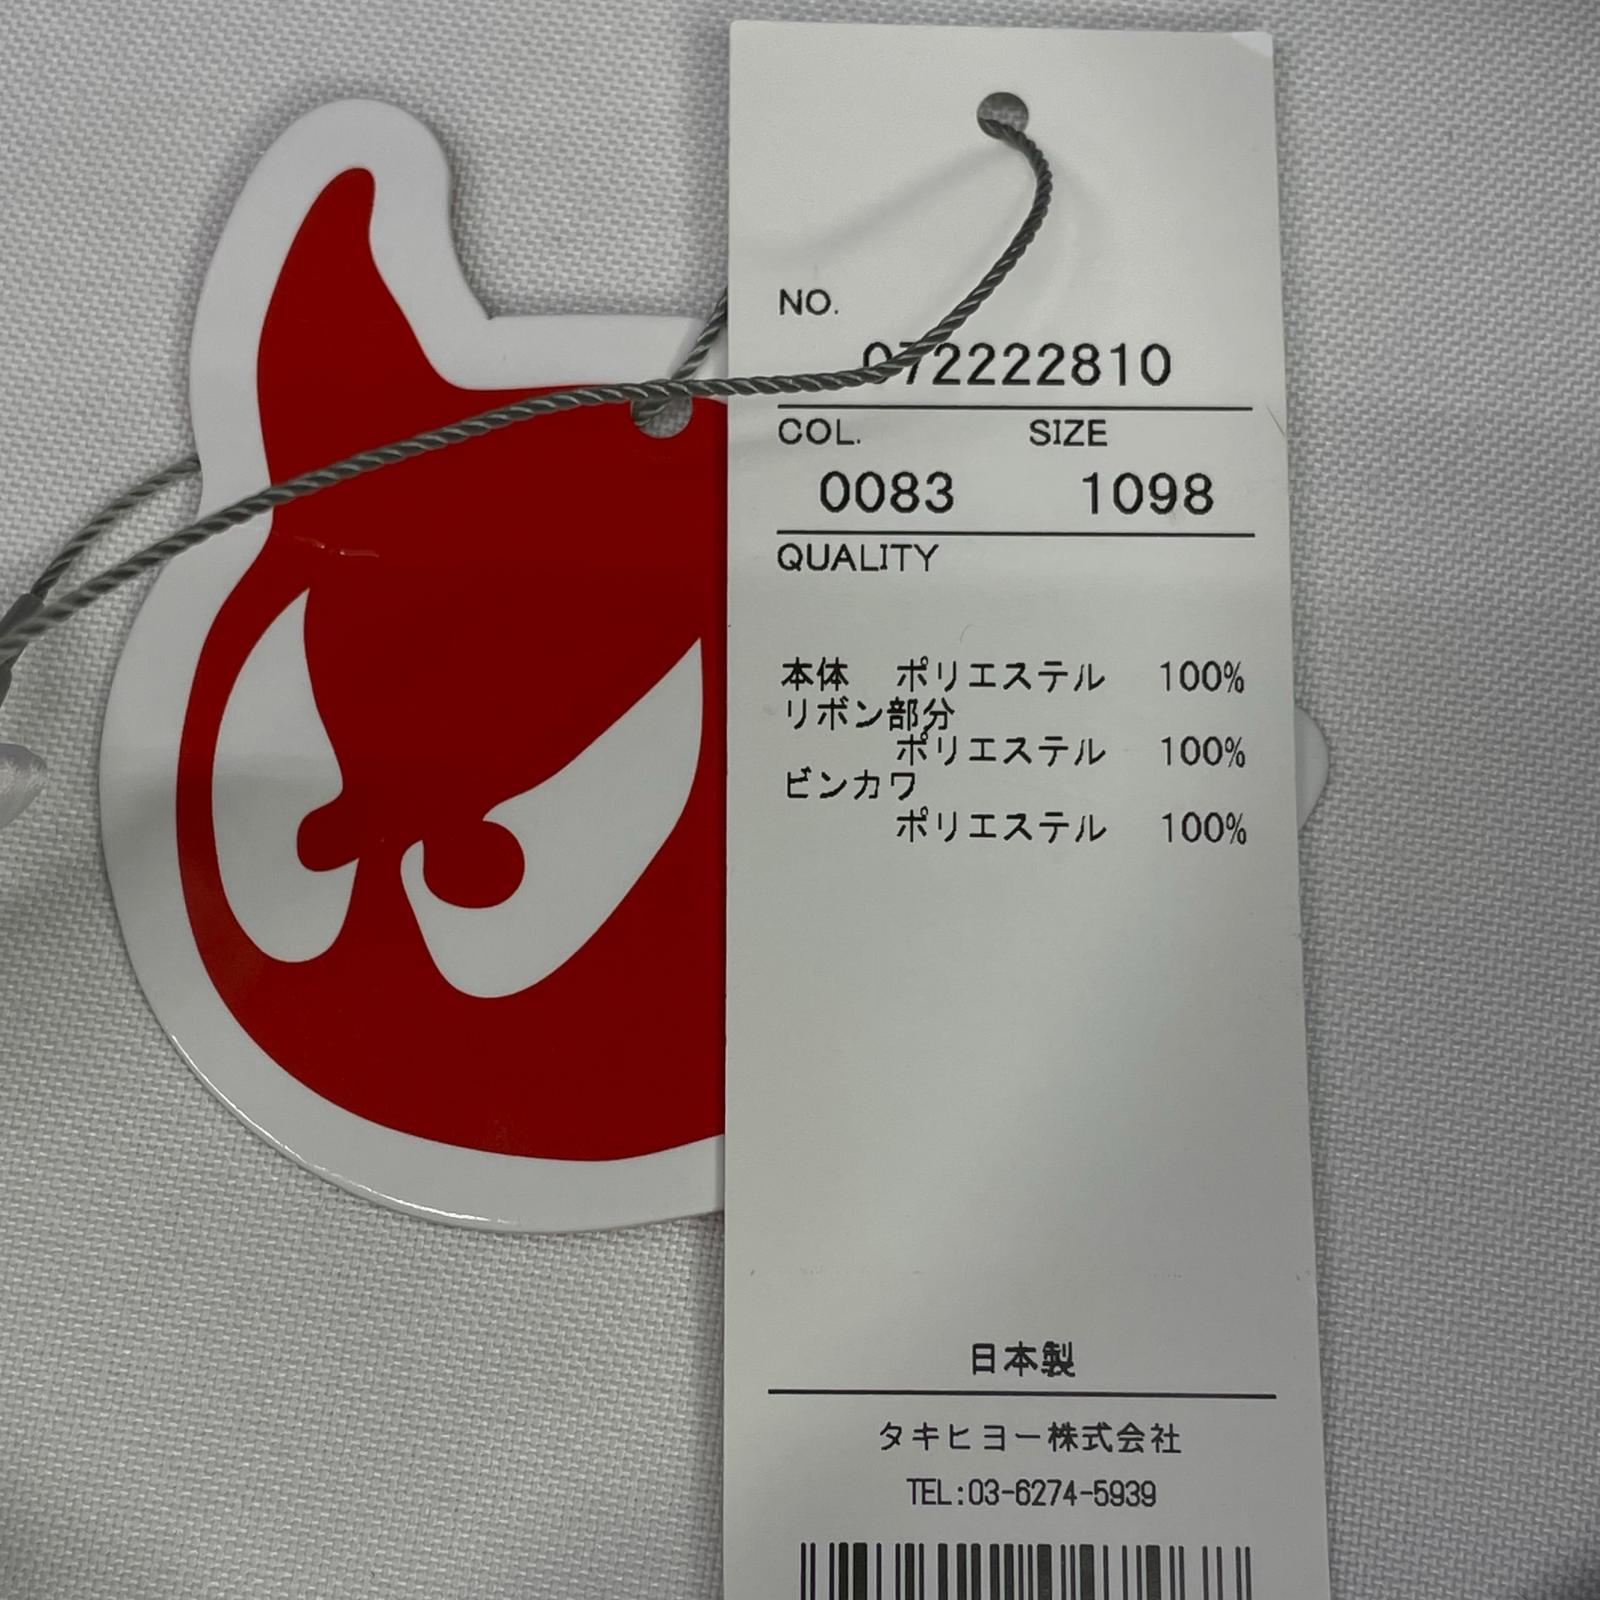 NO.
072222810
COL. SIZE
0083 1098
QUALITY
本体 ポリエステル 100%
リボン部分
ポリエステル 100%
ビンカワ
ポリエステル 100%
日本製
タキヒヨー株式会社
TEL:03-6274-5939